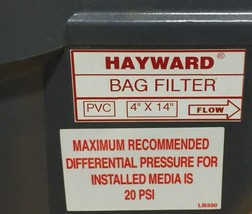 HAYWARD®
BAG FILTER
PVC 4" X 14" FLOW
MAXIMUM RECOMMENDED
DIFFERENTIAL PRESSURE FOR
INSTALLED MEDIA IS
20 PSI
LB330